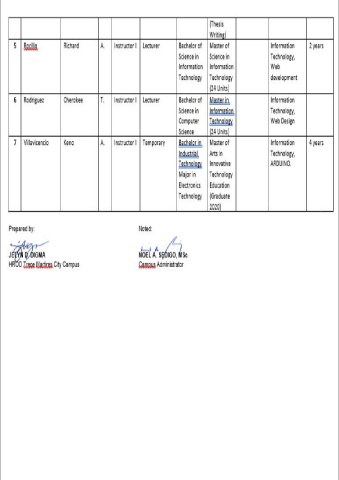 (Thesis
Writing)
5 Bacillo Richard A. Instructor I Lecturer Bachelor of Master of Information 2 years
Science in Science in Technology,
Information Information Web
Technology Technology development
(24 Units)
6 Rodriguez Cherokee T. Instructor I Lecturer Bachelor of Master in Information
Science in Information Technology,
Computer Technology Web Design
Science (24 Units)
7 Villavicencio Keno A. Instructor I Temporary Bachelor in Master of Information 4 years
Industrial Arts in Technology,
Technology Innovative ARDUINO.
Major in Technology
Electronics Education
Technology (Graduate
2020)
Prepared by: Noted:
JELYN D. DIGMA NOEL A. SEDIGO, MSc
HRDO Trece Martires City Campus Campus Administrator